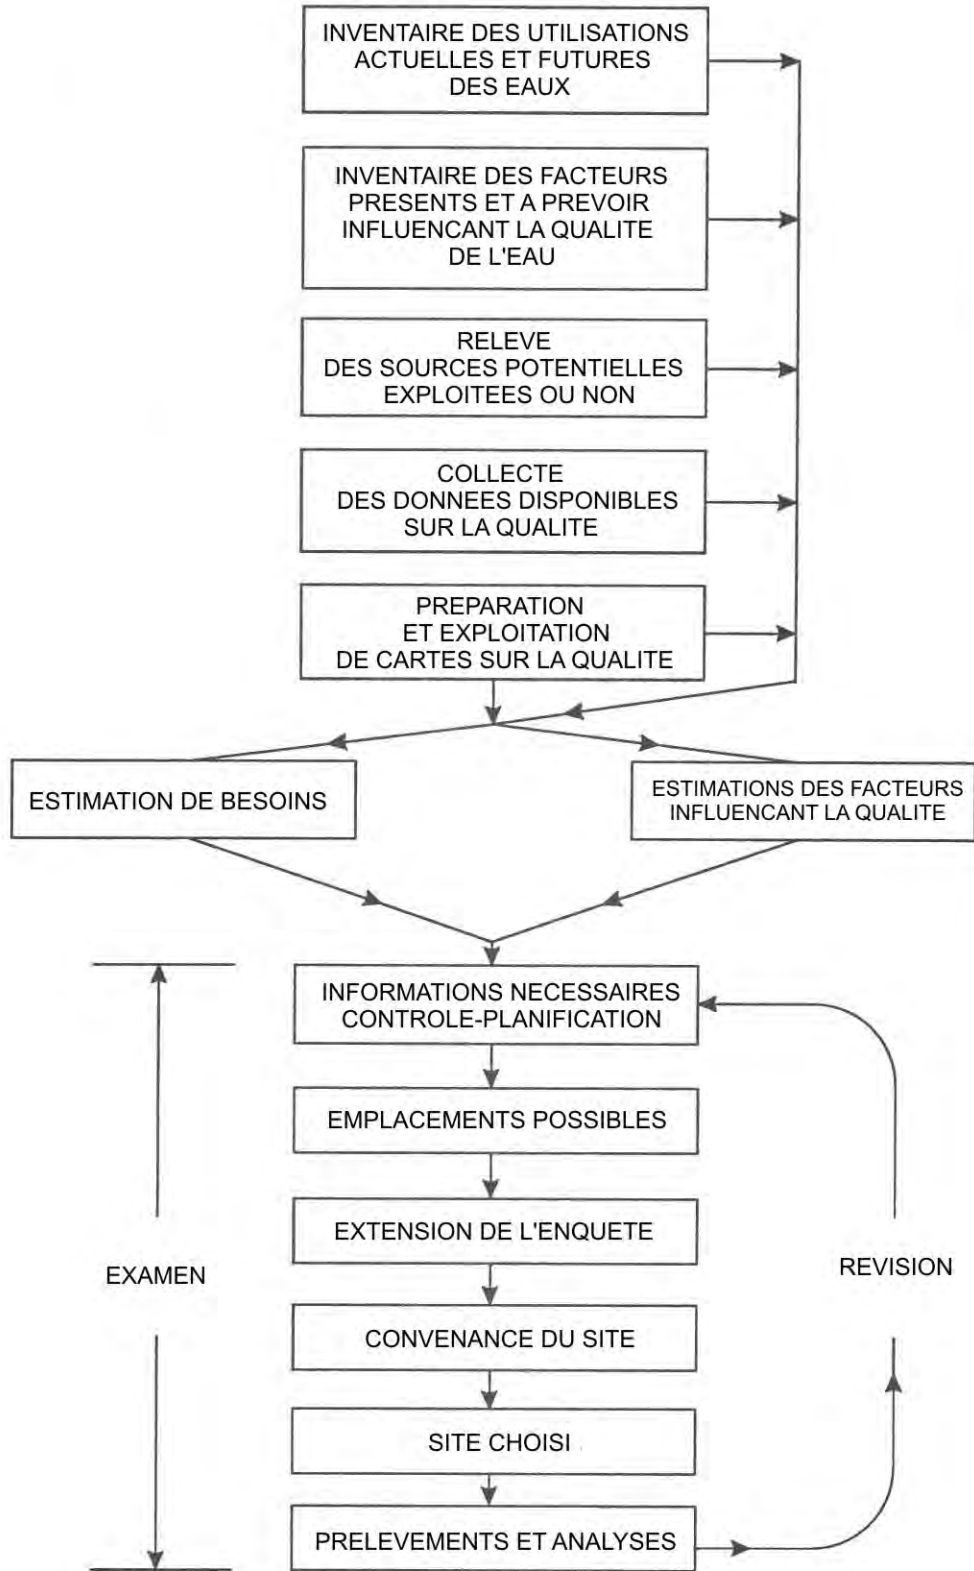 INVENTAIRE DES UTILISATIONS
ACTUELLES ET FUTURES
DES EAUX
INVENTAIRE DES FACTEURS
PRESENTS ET A PREVOIR
INFLUENCANT LA QUALITE
DE L'EAU
RELEVE
DES SOURCES POTENTIELLES
EXPLOITEES OU NON
COLLECTE
DES DONNEES DISPONIBLES
SUR LA QUALITE
PREPARATION
ET EXPLOITATION
DE CARTES SUR LA QUALITE
ESTIMATION DE BESOINS
ESTIMATIONS DES FACTEURS
INFLUENCANT LA QUALITE
INFORMATIONS NECESSAIRES
CONTROLE-PLANIFICATION
EMPLACEMENTS POSSIBLES
EXTENSION DE L'ENQUETE
EXAMEN
REVISION
CONVENANCE DU SITE
SITE CHOISI
PRELEVEMENTS ET ANALYSES